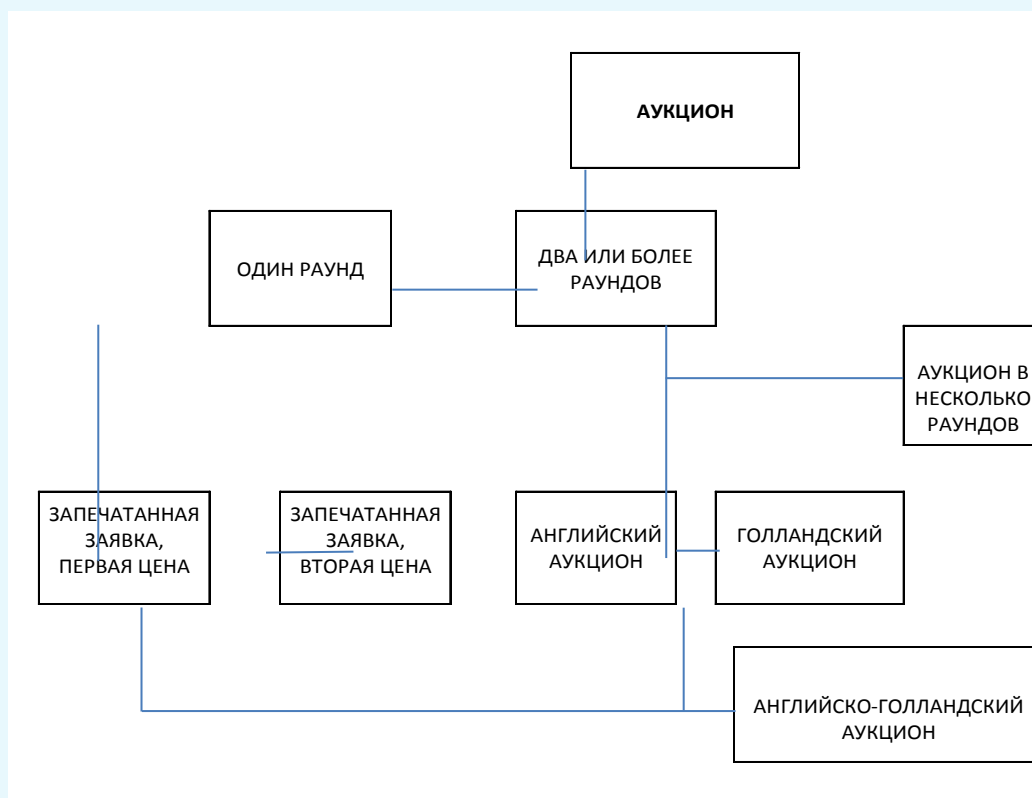 АУКЦИОН
ОДИН РАУНД
ДВА ИЛИ БОЛЕЕ
РАУНДОВ
АУКЦИОН В
НЕСКОЛЬКО
РАУНДОВ
ЗАПЕЧАТАННАЯ
ЗАЯВКА,
ПЕРВАЯ ЦЕНА
ЗАПЕЧАТАННАЯ
ЗАЯВКА,
ВТОРАЯ ЦЕНА
АНГЛИЙСКИЙ
АУКЦИОН
ГОЛЛАНДСКИЙ
АУКЦИОН
АНГЛИЙСКО-ГОЛЛАНДСКИЙ
АУКЦИОН